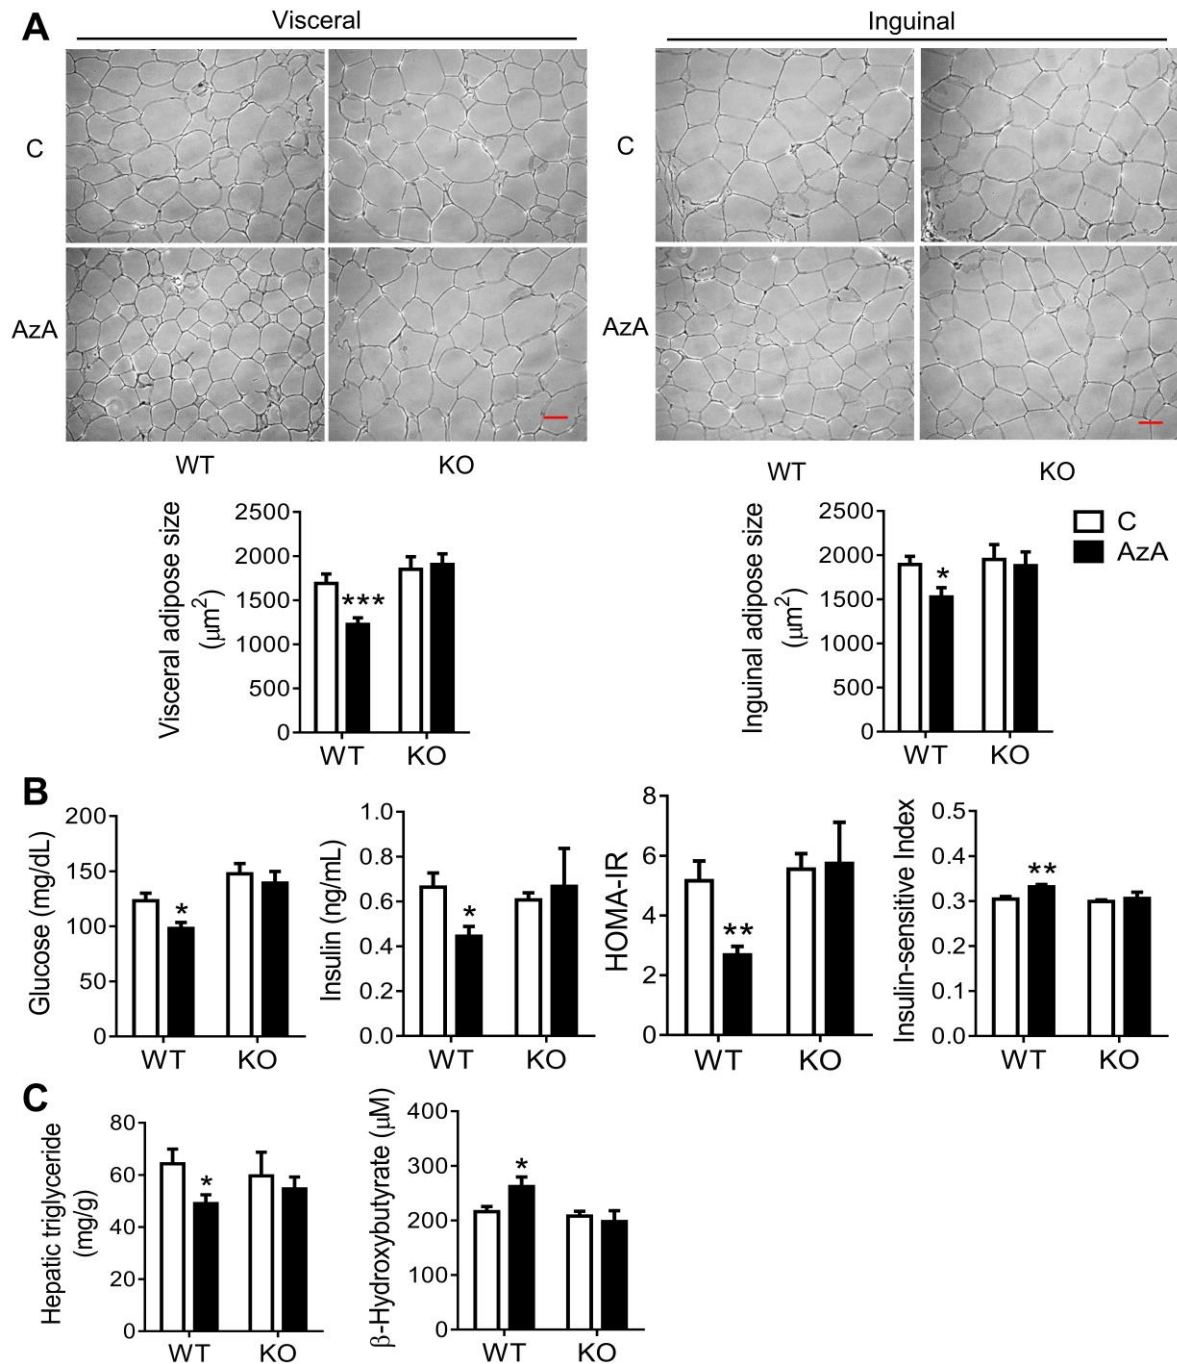 A
Visceral
Inguinal
C
C
AzA
AzA
WT
KO
WT
KO
Visceral adipose size
(μm²)
2500
2000
1500
1000
500
0
***
WT
KO
Inguinal adipose size
(μm²)
2500
2000
1500
1000
500
0
*
WT
KO
C
AzA
B
Glucose (mg/dL)
200
150
100
50
0
*
WT
KO
Insulin (ng/mL)
1.0
0.8
0.6
0.4
0.2
0.0
*
WT
KO
HOMA-IR
8
6
4
2
0
**
WT
KO
Insulin-sensitive Index
0.5
0.4
0.3
0.2
0.1
0.0
**
WT
KO
C
Hepatic triglyceride
(mg/g)
80
60
40
20
0
*
WT
KO
β-Hydroxybutyrate (μM)
400
300
200
100
0
*
WT
KO